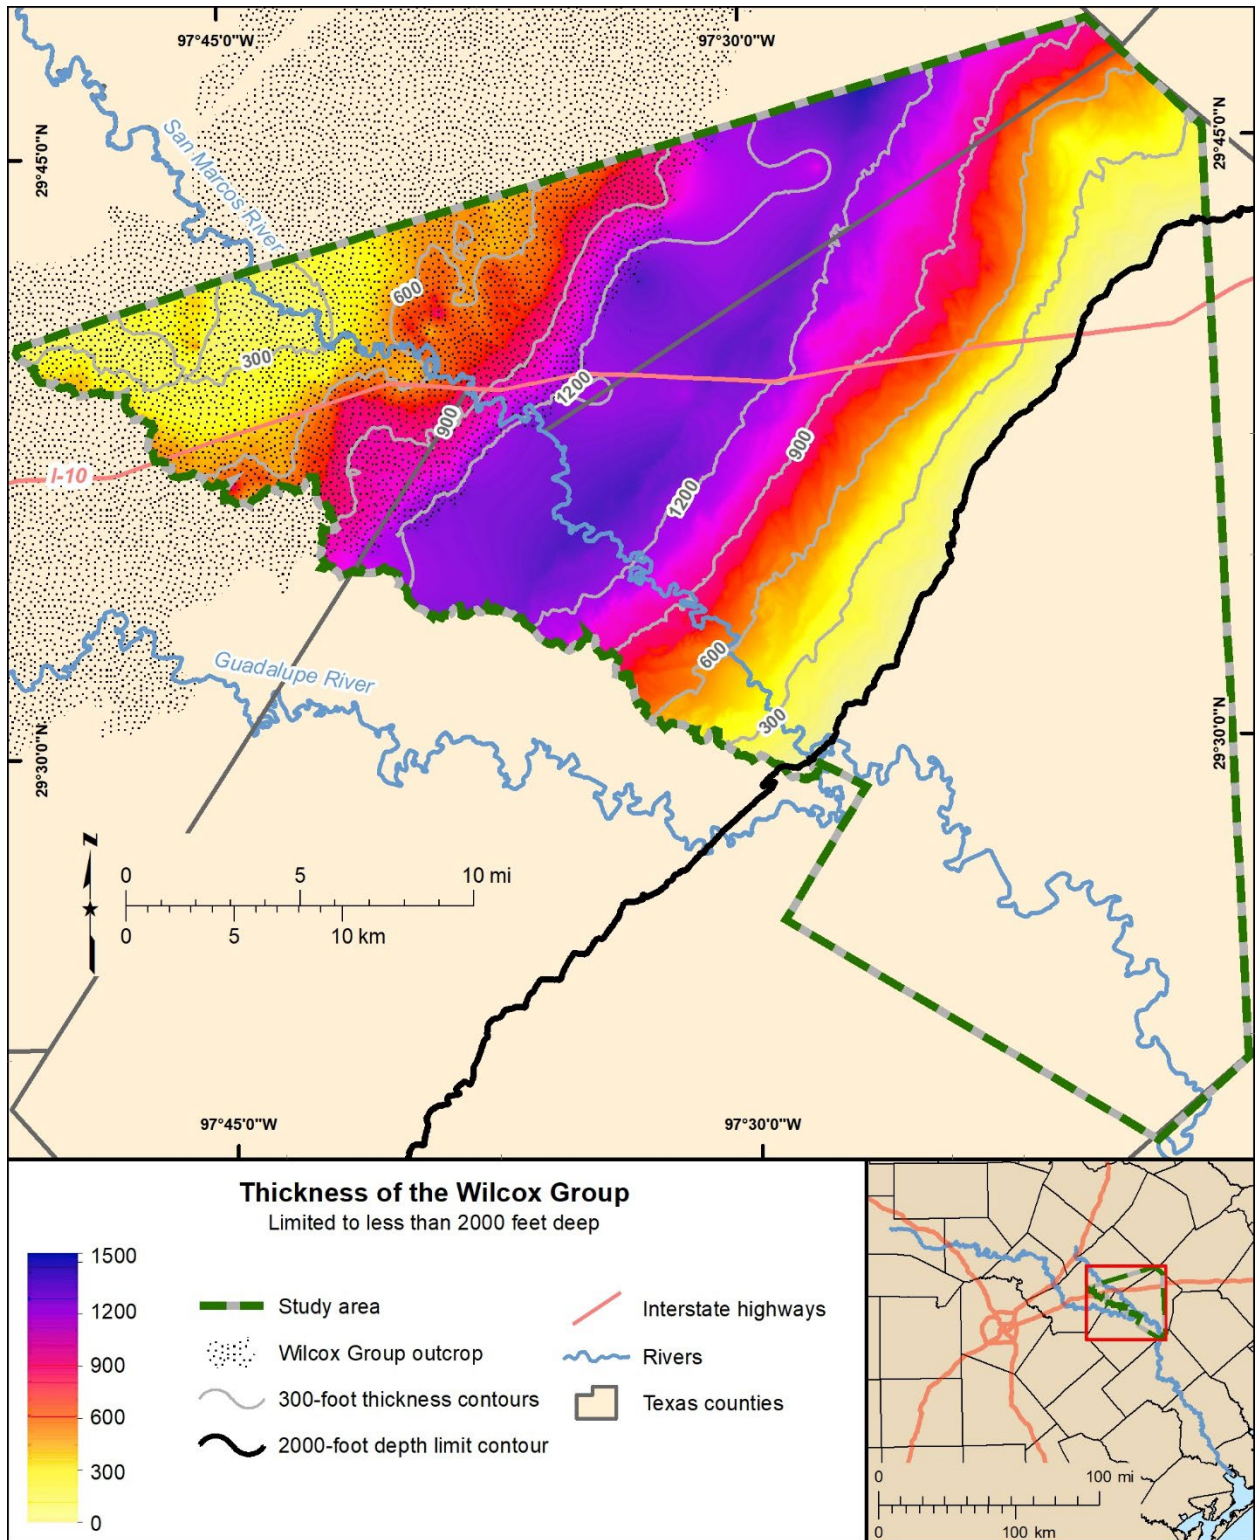 97°45'0"W
97°30'0"W
29°45'0"N
29°45'0"N
San Marcos River
600
300
1200
900
I-10
900
1200
Guadalupe River
600
300
29°30'0"N
29°30'0"N
N
0 5 10 mi
0 5 10 km
97°45'0"W
97°30'0"W
Thickness of the Wilcox Group
Limited to less than 2000 feet deep
1500
1200
900
600
300
0
Study area
Wilcox Group outcrop
300-foot thickness contours
2000-foot depth limit contour
Interstate highways
Rivers
Texas counties
0 100 mi
0 100 km